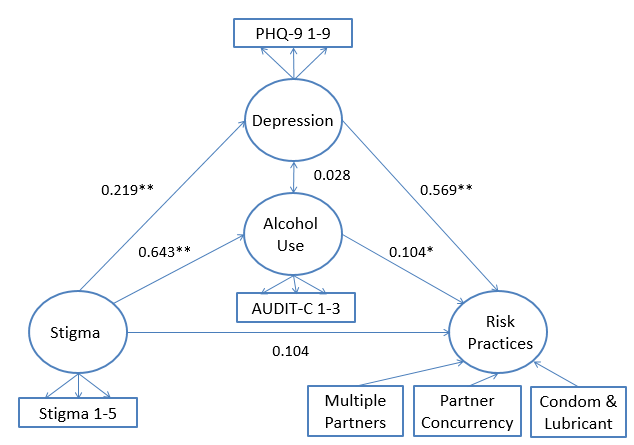 PHQ-9 1-9
Depression
0.219**
0.028
0.569**
Alcohol
Use
0.643**
0.104*
AUDIT-C 1-3
Stigma
Risk
Practices
0.104
Stigma 1-5
Multiple
Partners
Partner
Concurrency
Condom &
Lubricant